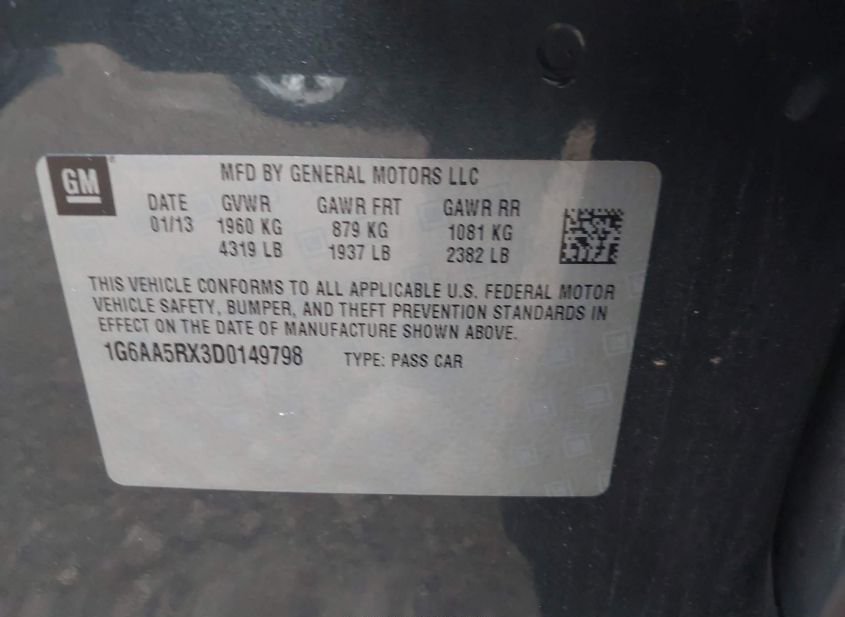 GM
MFD BY GENERAL MOTORS LLC
DATE GVWR GAWR FRT GAWR RR
01/13 1960 KG 879 KG 1081 KG
4319 LB 1937 LB 2382 LB
THIS VEHICLE CONFORMS TO ALL APPLICABLE U.S. FEDERAL MOTOR
VEHICLE SAFETY, BUMPER, AND THEFT PREVENTION STANDARDS IN
EFFECT ON THE DATE OF MANUFACTURE SHOWN ABOVE.
1G6AA5RX3D0149798 TYPE: PASS CAR